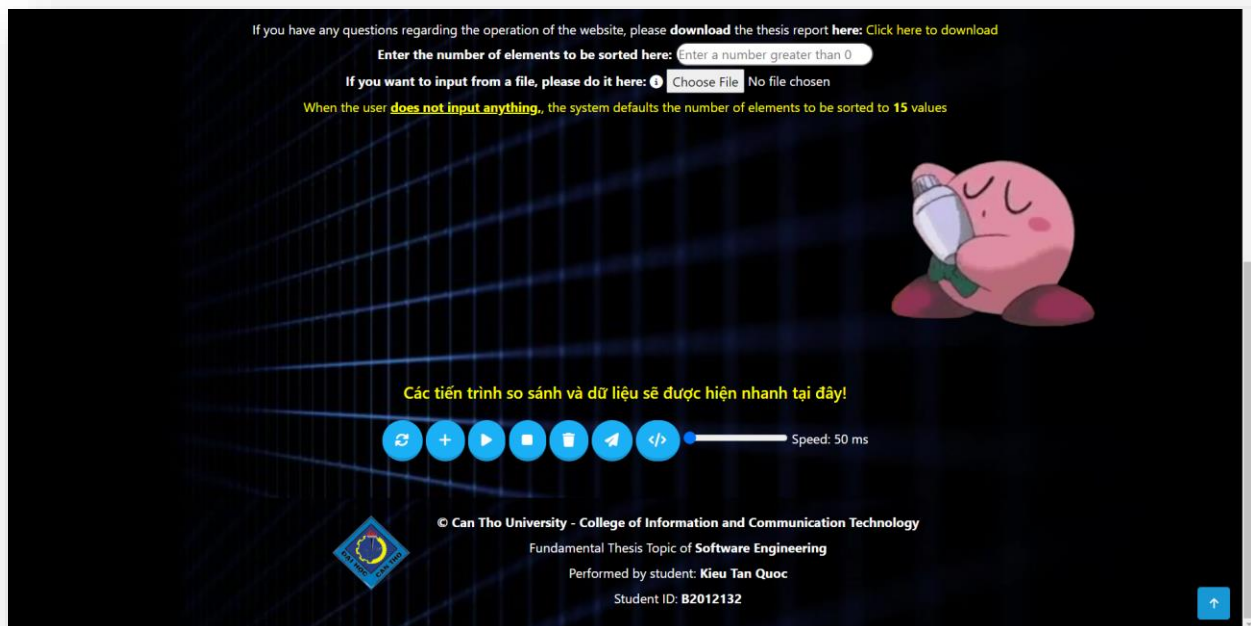 If you have any questions regarding the operation of the website, please download the thesis report here: Click here to download
Enter the number of elements to be sorted here: Enter a number greater than 0
If you want to input from a file, please do it here: Choose File No file chosen
When the user does not input anything,, the system defaults the number of elements to be sorted to 15 values
Các tiến trình so sánh và dữ liệu sẽ được hiện nhanh tại đây!
</> Speed: 50 ms
© Can Tho University - College of Information and Communication Technology
Fundamental Thesis Topic of Software Engineering
Performed by student: Kieu Tan Quoc
Student ID: B2012132
ĐẠI HỌC CẦN THƠ